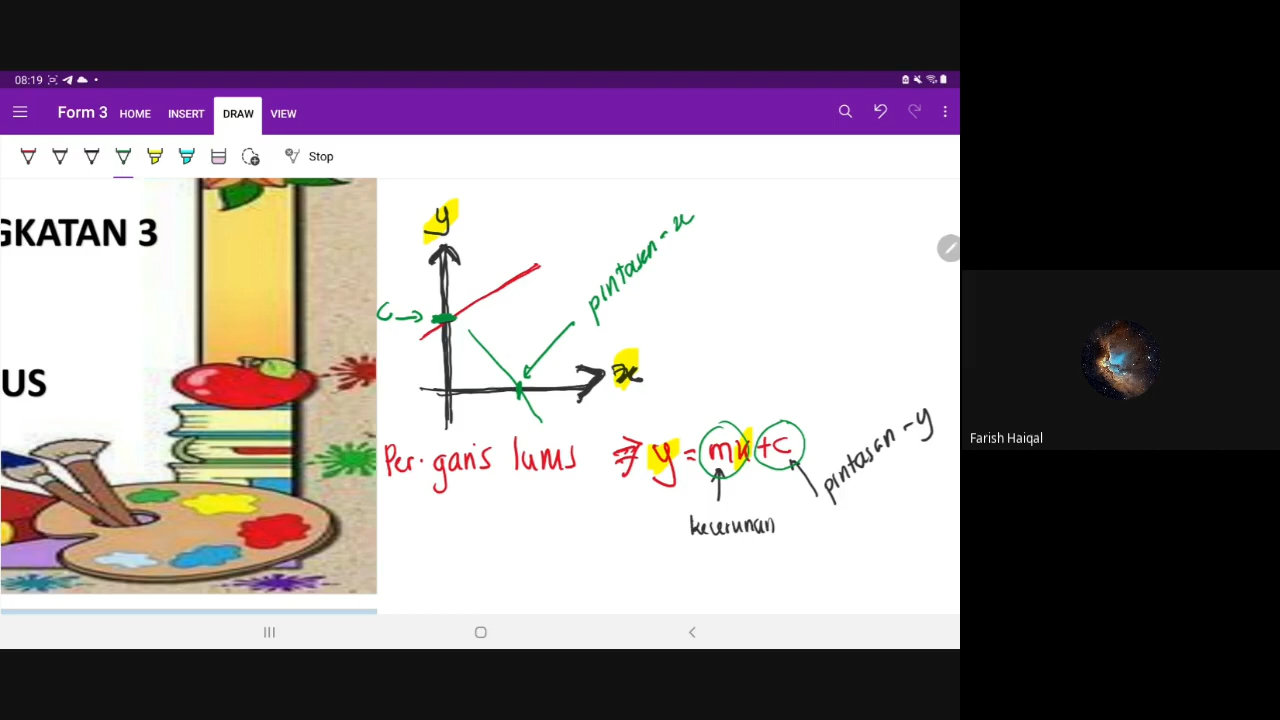 08:19
Form 3 HOME INSERT DRAW VIEW
Stop
GKATAN 3
US
y
pintasan - x
c →
x
Per. garis lurus ⇒ y = mx + c
pintasan - y
kecerunan
Farish Haiqal